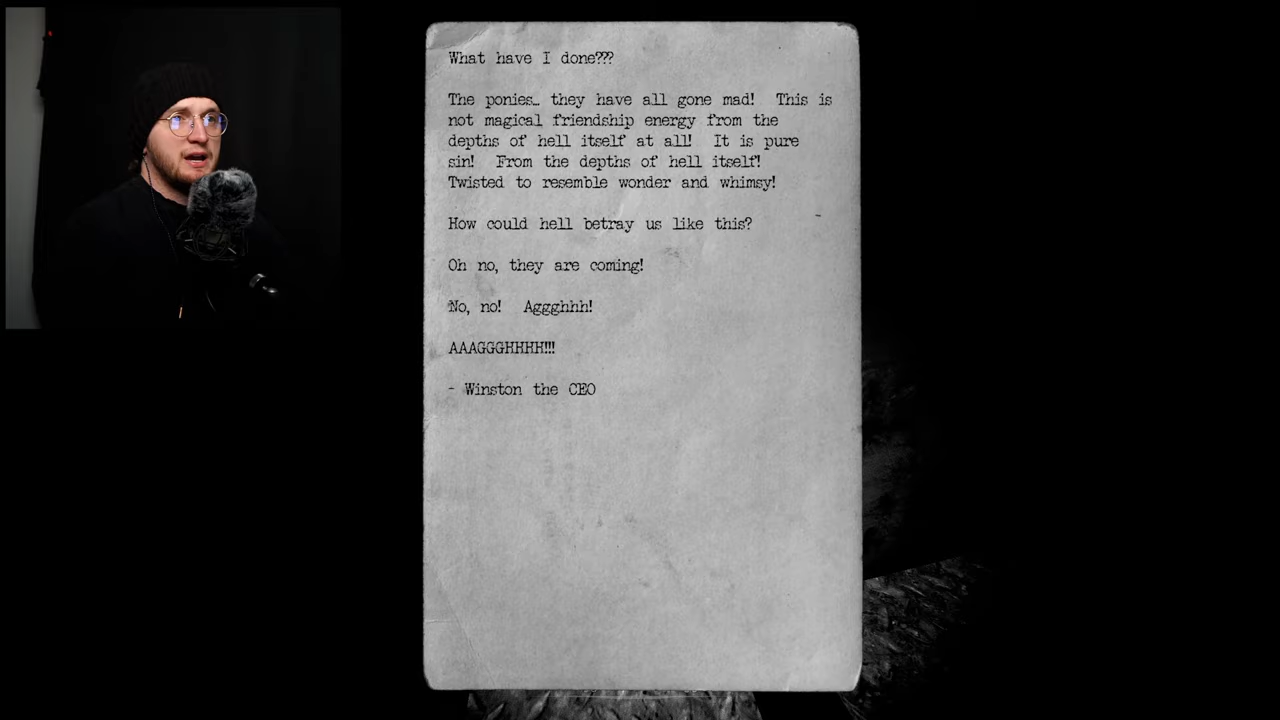 What have I done???
The ponies… they have all gone mad! This is
not magical friendship energy from the
depths of hell itself at all! It is pure
sin! From the depths of hell itself!
Twisted to resemble wonder and whimsy!
How could hell betray us like this?
Oh no, they are coming!
No, no! Aggghhh!
AAAGGGHHHH!!!
- Winston the CEO